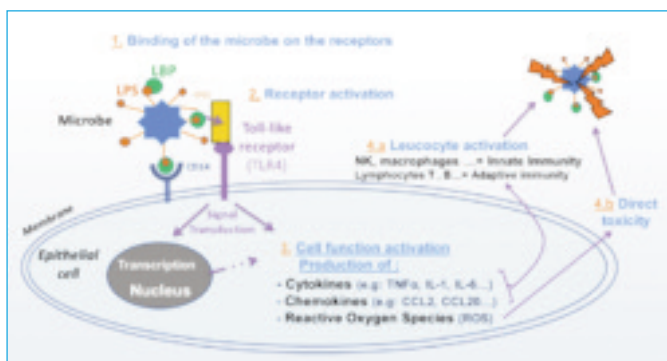 1. Binding of the microbe on the receptors
LBP
LPS
2. Receptor activation
Microbe
Toll-like
receptor
(TLR4)
CD14
4.a Leucocyte activation
NK, macrophages ...= Innate Immunity
Lymphocytes T , B...= Adaptive immunity
4.b Direct
toxicity
Membrane
Signal
Transduction
Epithelial
cell
Transcription
Nucleus
3. Cell function activation
Production of :
- Cytokines (e.g: TNFα, IL-1, IL-6...)
- Chemokines (e.g: CCL2, CCL20...)
- Reactive Oxygen Species (ROS)